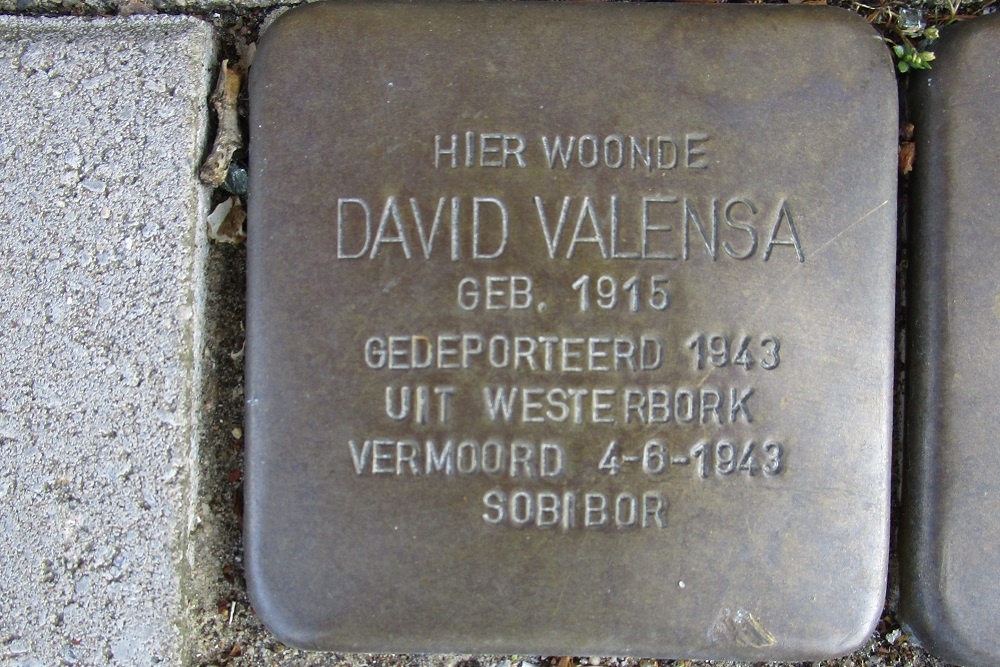 HIER WOONDE
DAVID VALENSA
GEB. 1915
GEDEPORTEERD 1943
UIT WESTERBORK
VERMOORD 4-6-1943
SOBIBOR